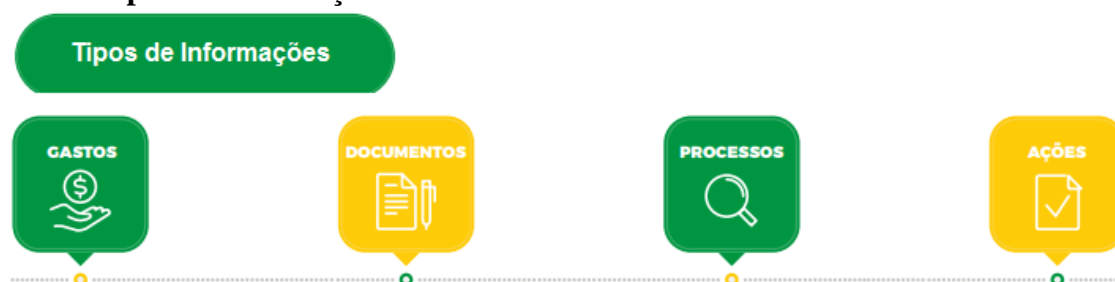 Tipos de Informações
GASTOS
DOCUMENTOS
PROCESSOS
AÇÕES